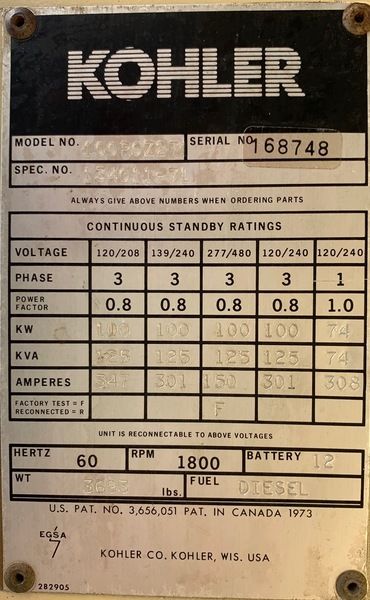 KOHLER
MODEL NO. SERIAL NO 168748
SPEC. NO.
ALWAYS GIVE ABOVE NUMBERS WHEN ORDERING PARTS
CONTINUOUS STANDBY RATINGS
VOLTAGE 120/208 139/240 277/480 120/240 120/240
PHASE 3 3 3 3 1
POWER FACTOR 0.8 0.8 0.8 0.8 1.0
KW 100 100 100 100 74
KVA 125 125 125 125 74
AMPERES 347 301 150 301 308
FACTORY TEST = F
RECONNECTED = R F
UNIT IS RECONNECTABLE TO ABOVE VOLTAGES
HERTZ 60 RPM 1800 BATTERY 12
WT lbs. FUEL DIESEL
U.S. PAT. NO. 3,656,051 PAT. IN CANADA 1973
EGSA
7
KOHLER CO. KOHLER, WIS. USA
282905